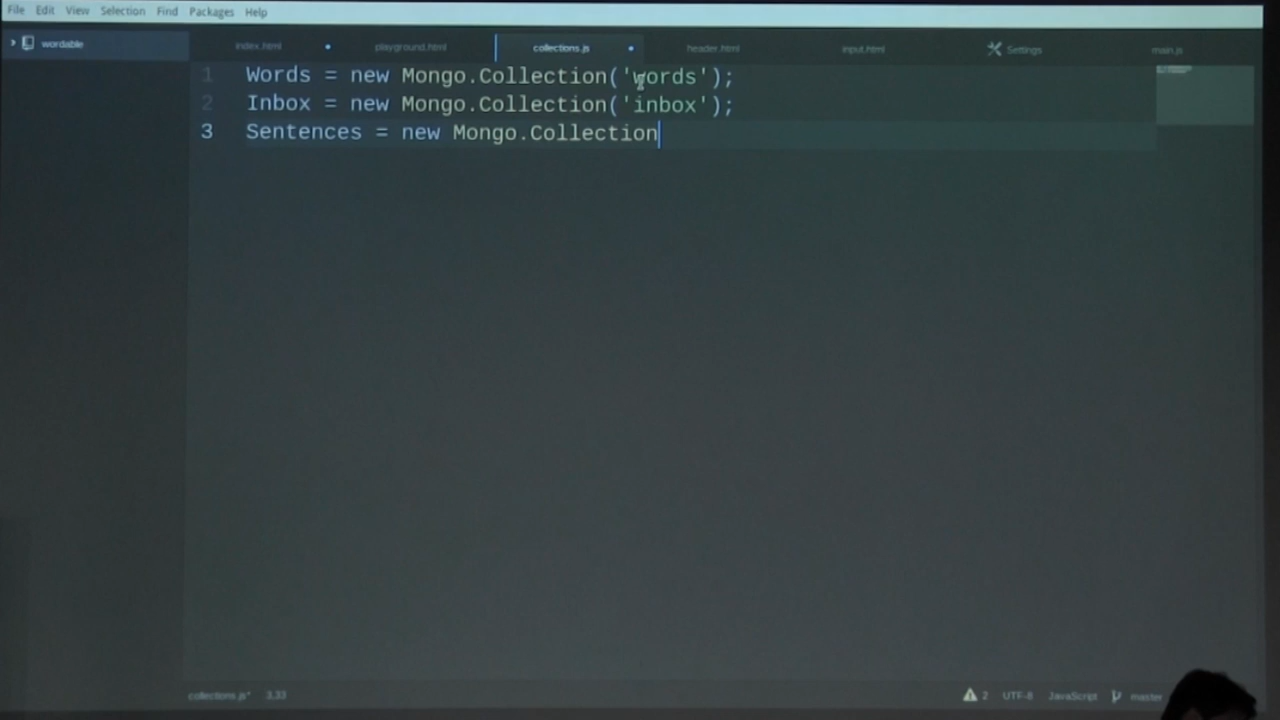 File Edit View Selection Find Packages Help
wordable
index.html playground.html collections.js header.html input.html Settings main.js
1 Words = new Mongo.Collection('words');
2 Inbox = new Mongo.Collection('inbox');
3 Sentences = new Mongo.Collection
collections.js* 3,33 2 UTF-8 JavaScript master